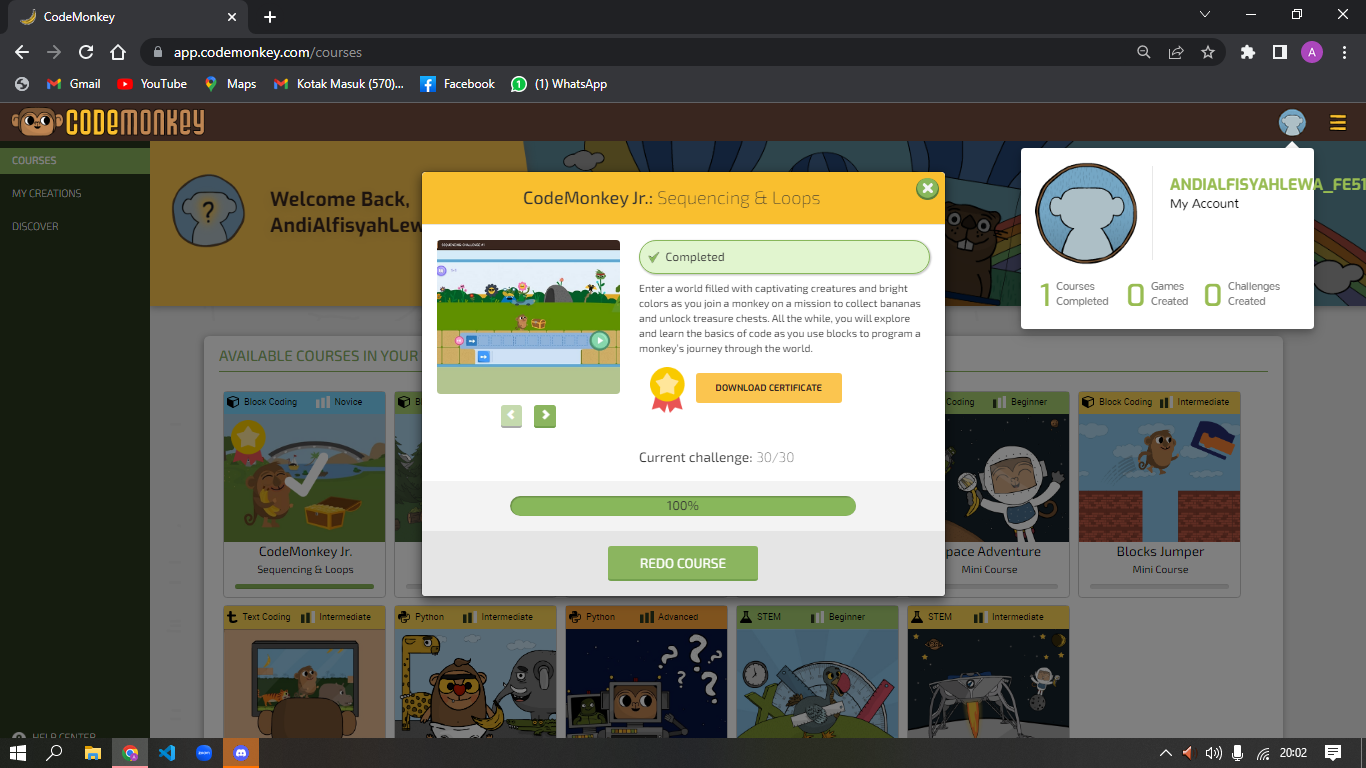 CodeMonkey
app.codemonkey.com/courses
A
Gmail
YouTube
Maps
Kotak Masuk (570)...
Facebook
(1) WhatsApp
CODEMONKEY
COURSES
MY CREATIONS
DISCOVER
HELP CENTER
?
Welcome Back,
AndiAlfisyahLew
ANDIALFISYAHLEWA_FE51
My Account
1 Courses Completed
0 Games Created
0 Challenges Created
CodeMonkey Jr.: Sequencing & Loops
SEQUENCING CHALLENGE #1
Completed
Enter a world filled with captivating creatures and bright
colors as you join a monkey on a mission to collect bananas
and unlock treasure chests. All the while, you will explore
and learn the basics of code as you use blocks to program a
monkey's journey through the world.
DOWNLOAD CERTIFICATE
Current challenge: 30/30
100%
REDO COURSE
AVAILABLE COURSES IN YOUR
Block Coding
Novice
CodeMonkey Jr.
Sequencing & Loops
B
Coding
Beginner
pace Adventure
Mini Course
Block Coding
Intermediate
Blocks Jumper
Mini Course
Text Coding
Intermediate
Python
Intermediate
Python
Advanced
? ? ? ?
STEM
Beginner
STEM
Intermediate
zoom
20:02